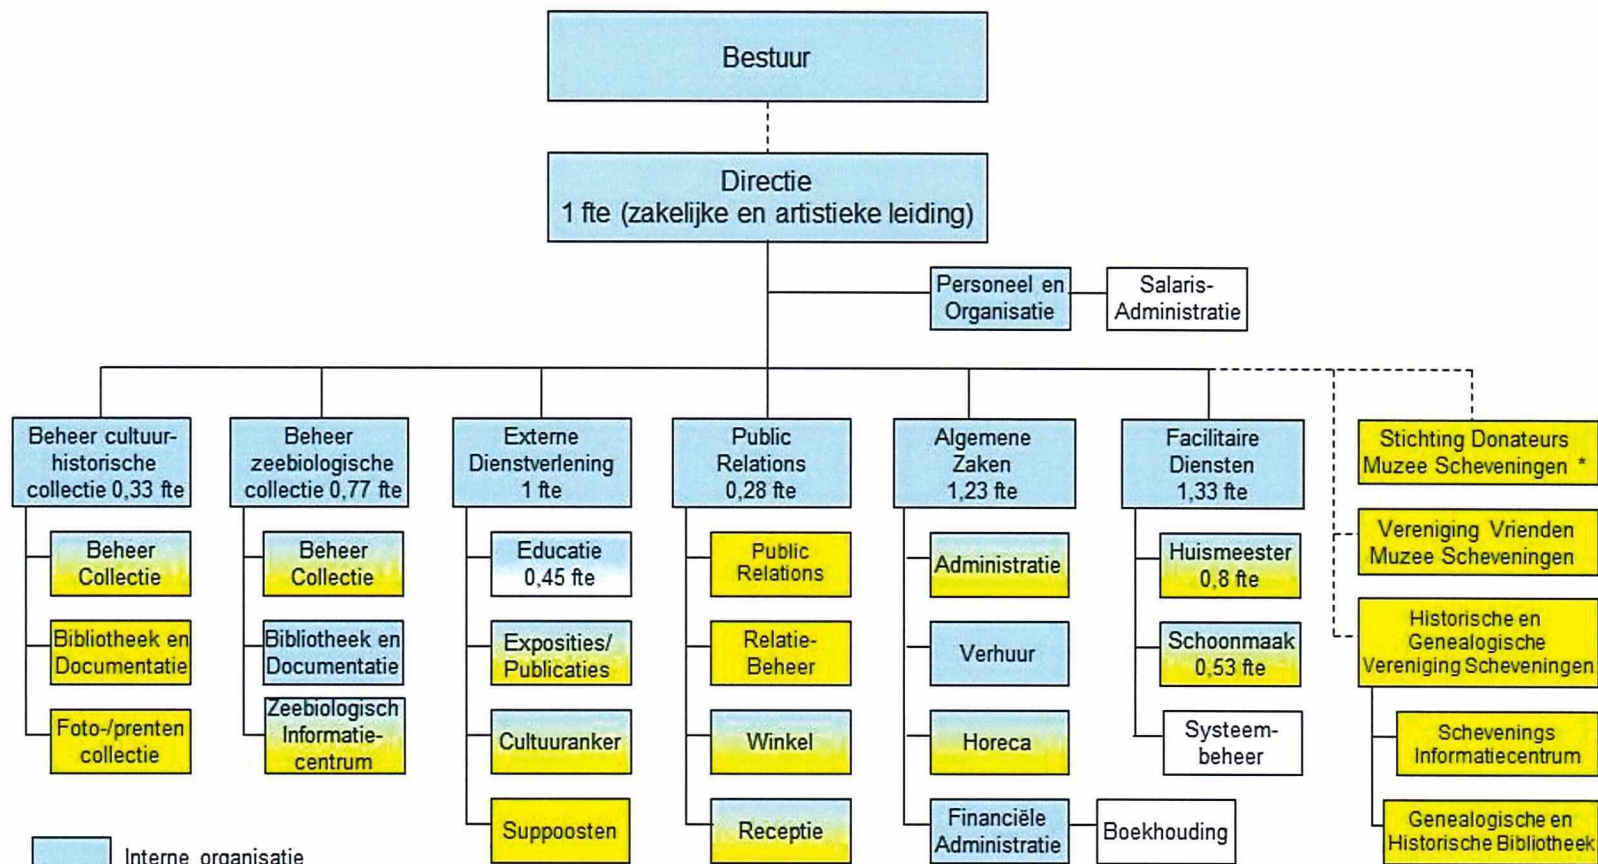 Bestuur
Directie
1 fte (zakelijke en artistieke leiding)
Personeel en
Organisatie
Salaris-
Administratie
Beheer cultuur-
historische
collectie 0,33 fte
Beheer
zeebiologische
collectie 0,77 fte
Externe
Dienstverlening
1 fte
Public
Relations
0,28 fte
Algemene
Zaken
1,23 fte
Facilitaire
Diensten
1,33 fte
Stichting Donateurs
Muzee Scheveningen *
Beheer
Collectie
Bibliotheek en
Documentatie
Foto-/prenten
collectie
Beheer
Collectie
Bibliotheek en
Documentatie
Zeebiologisch
Informatie-
centrum
Educatie
0,45 fte
Exposities/
Publicaties
Cultuuranker
Suppoosten
Public
Relations
Relatie-
Beheer
Winkel
Receptie
Administratie
Verhuur
Horeca
Financiële
Administratie
Boekhouding
Huismeester
0,8 fte
Schoonmaak
0,53 fte
Systeem-
beheer
Vereniging Vrienden
Muzee Scheveningen
Historische en
Genealogische
Vereniging Scheveningen
Schevenings
Informatiecentrum
Genealogische en
Historische Bibliotheek
Interne organisatie